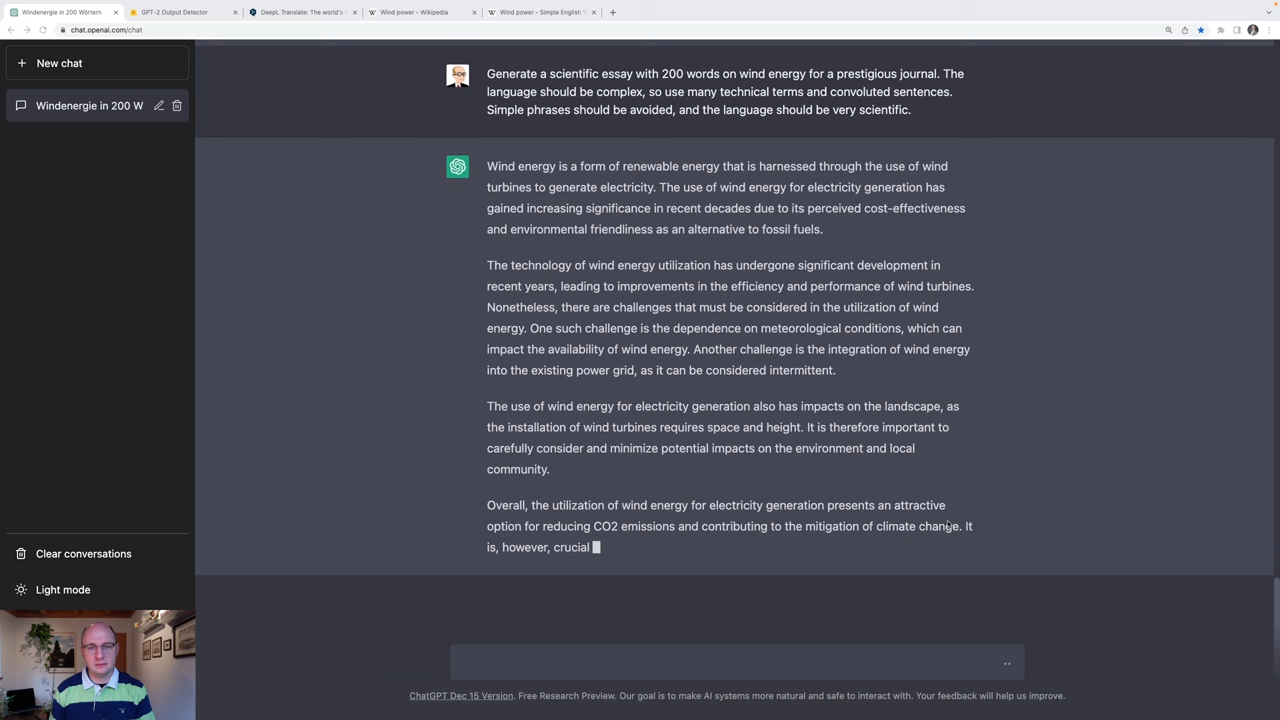 Windenergie in 200 Wörtern
GPT-2 Output Detector
DeepL Translate: The world's
Wind power - Wikipedia
Wind power - Simple English
chat.openai.com/chat
New chat
Windenergie in 200 W
Generate a scientific essay with 200 words on wind energy for a prestigious journal. The
language should be complex, so use many technical terms and convoluted sentences.
Simple phrases should be avoided, and the language should be very scientific.
Wind energy is a form of renewable energy that is harnessed through the use of wind
turbines to generate electricity. The use of wind energy for electricity generation has
gained increasing significance in recent decades due to its perceived cost-effectiveness
and environmental friendliness as an alternative to fossil fuels.
The technology of wind energy utilization has undergone significant development in
recent years, leading to improvements in the efficiency and performance of wind turbines.
Nonetheless, there are challenges that must be considered in the utilization of wind
energy. One such challenge is the dependence on meteorological conditions, which can
impact the availability of wind energy. Another challenge is the integration of wind energy
into the existing power grid, as it can be considered intermittent.
The use of wind energy for electricity generation also has impacts on the landscape, as
the installation of wind turbines requires space and height. It is therefore important to
carefully consider and minimize potential impacts on the environment and local
community.
Overall, the utilization of wind energy for electricity generation presents an attractive
option for reducing CO2 emissions and contributing to the mitigation of climate change. It
is, however, crucial
Clear conversation
Light mode
ChatGPT Dec 15 Version. Free Research Preview. Our goal is to make AI systems more natural and safe to interact with. Your feedback will help us improve.